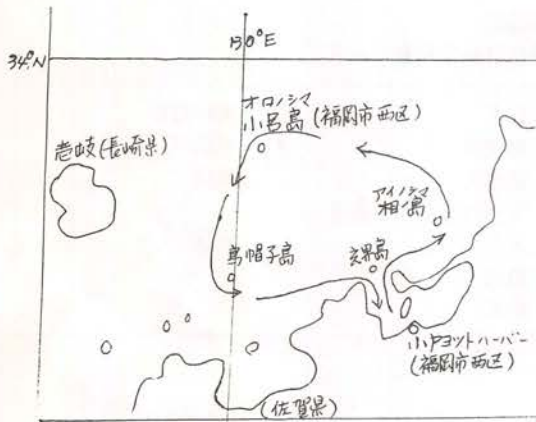 130°E
34°N
オロノシマ
小呂島(福岡市西区)
壱岐(長崎県)
アイノシマ
相ノ島
烏帽子島
玄界島
小戸ヨットハーバー
(福岡市西区)
(佐賀県)